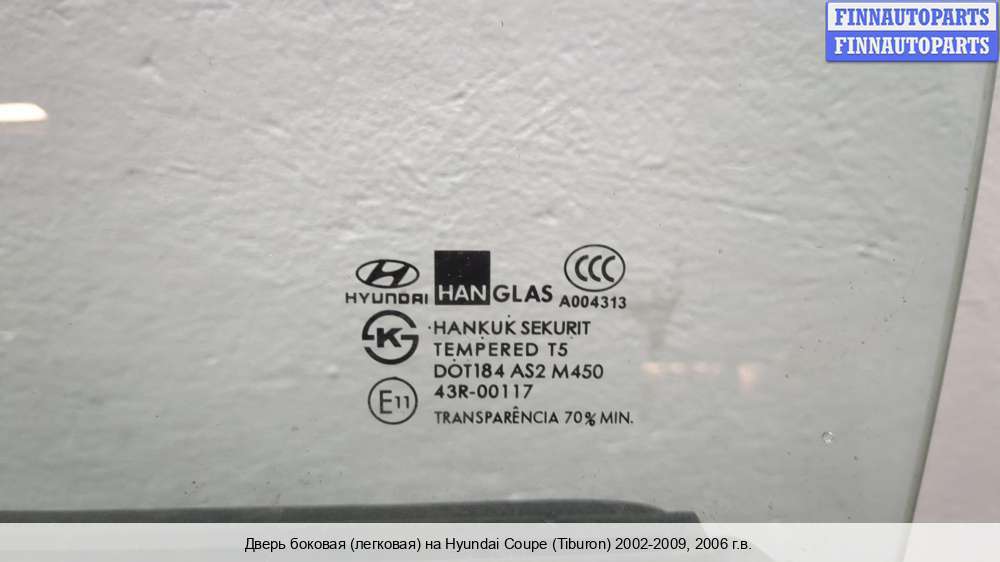 FINNAUTOPARTS
FINNAUTOPARTS
CCC
HYUNDAI HANGLAS A004313
K HANKUK SEKURIT
TEMPERED T5
DOT184 AS2 M450
E11 43R-00117
TRANSPARÊNCIA 70% MIN.
Дверь боковая (легковая) на Hyundai Coupe (Tiburon) 2002-2009, 2006 г.в.